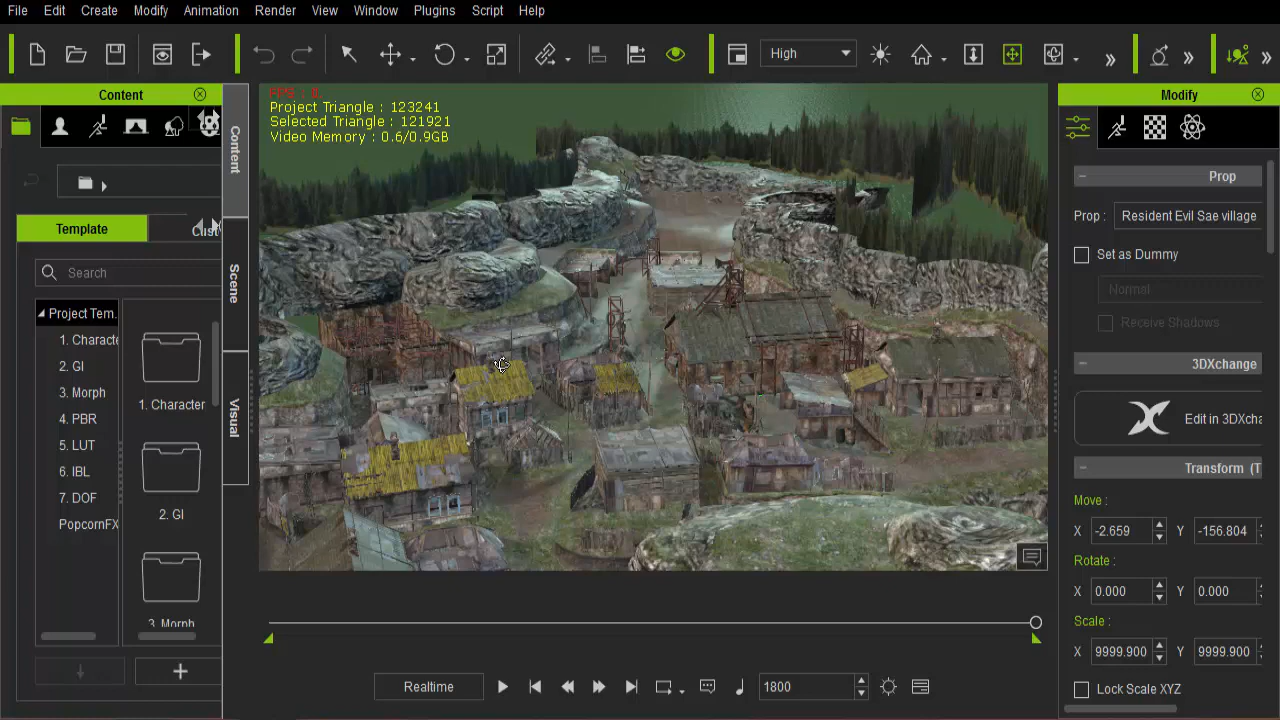 File Edit Create Modify Animation Render View Window Plugins Script Help
High
Content
Content
Scene
Visual
Project Triangle : 123241
Selected Triangle : 121921
Video Memory : 0.6/0.9GB
Template
Search
Project Tem.
1. Characte
2. GI
3. Morph
4. PBR
5. LUT
6. IBL
7. DOF
PopcornFX
1. Character
2. GI
3. Morph
Realtime
1800
Modify
Prop
Prop : Resident Evil Sae village
Set as Dummy
Normal
Receive Shadows
3DXchange
Edit in 3DXcha
Transform (T
Move :
X -2.659 Y -156.804
Rotate :
X 0.000 Y 0.000
Scale :
X 9999.900 Y 9999.900
Lock Scale XYZ